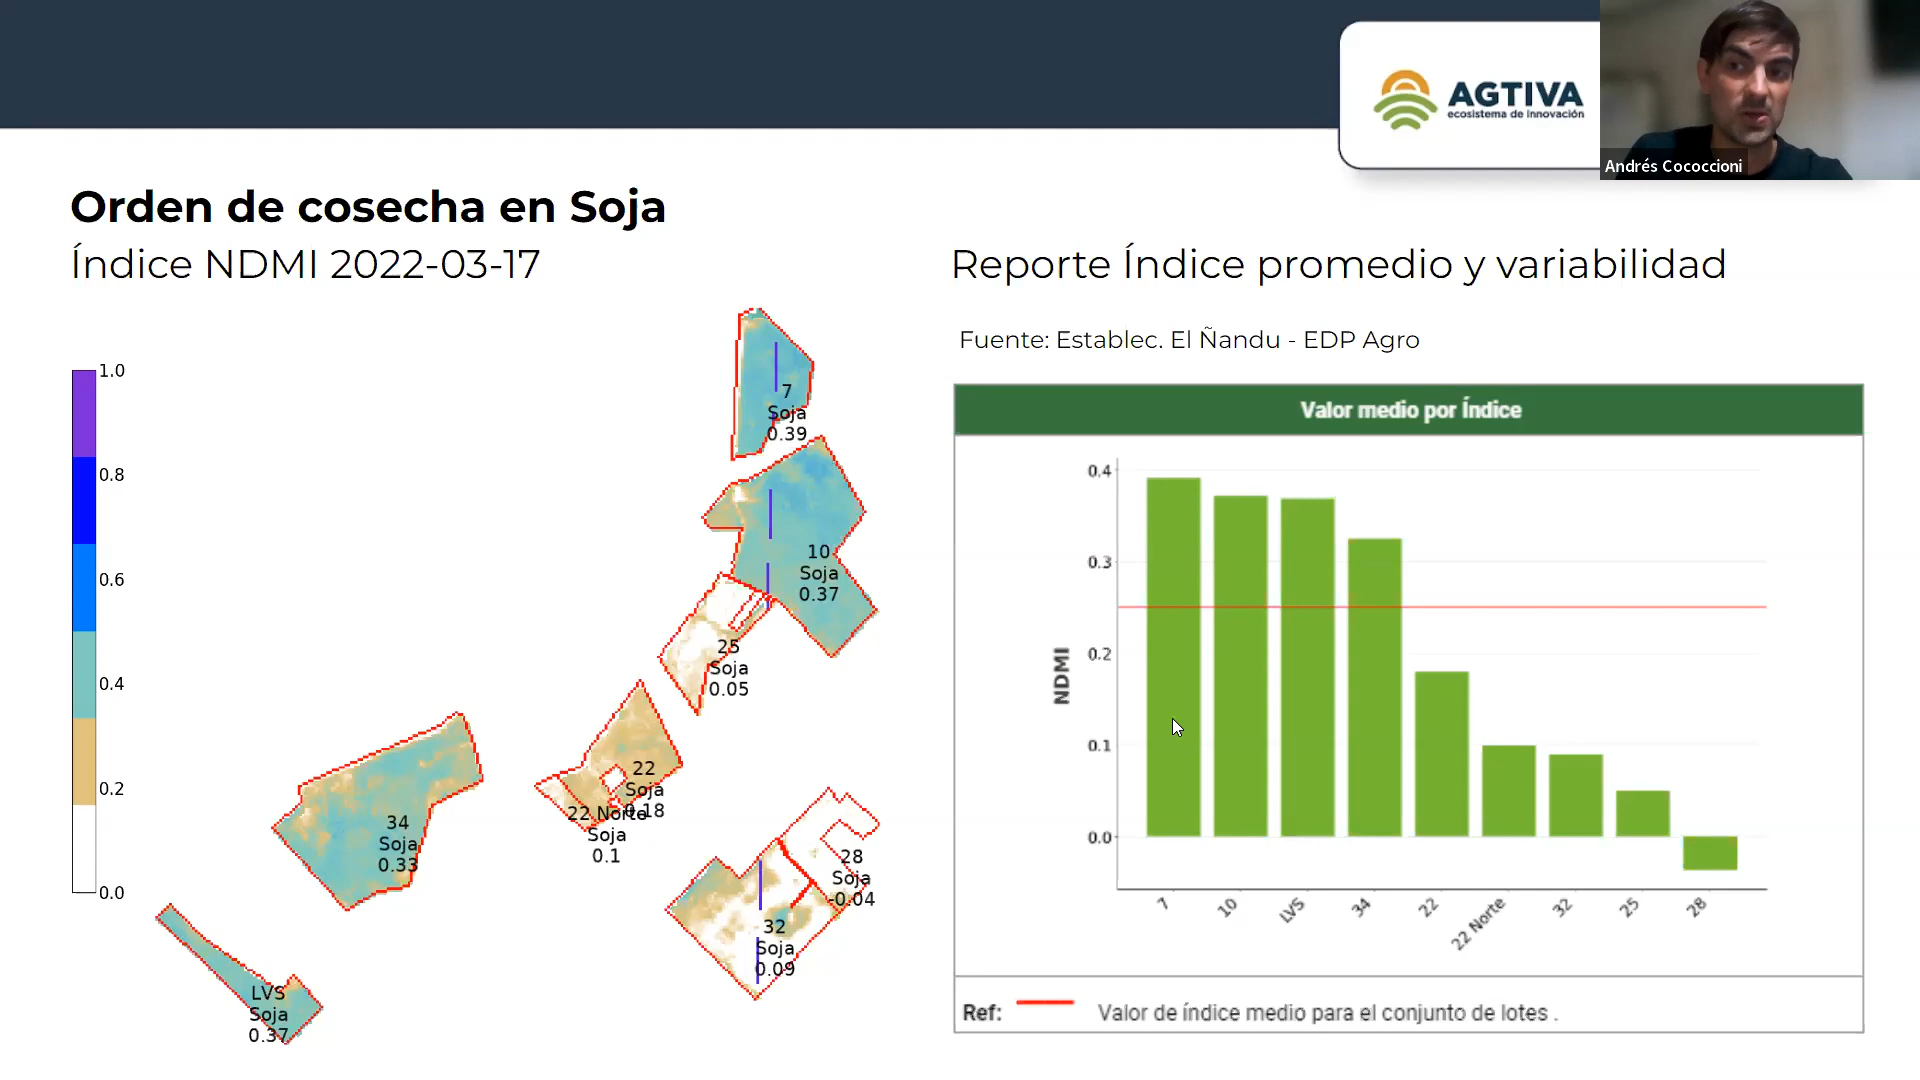 AGTIVA
ecosistema de innovación
Andrés Cococcioni
Orden de cosecha en Soja
Índice NDMI 2022-03-17
Reporte Índice promedio y variabilidad
Fuente: Establec. El Ñandu - EDP Agro
1.0
0.8
0.6
0.4
0.2
0.0
7
Soja
0.39
10
Soja
0.37
25
Soja
0.05
22
Soja
0.18
22 Norte
Soja
0.1
34
Soja
0.33
28
Soja
-0.04
32
Soja
0.09
LVS
Soja
0.37
Valor medio por Índice
NDMI
0.4
0.3
0.2
0.1
0.0
7
10
LVS
34
22
22 Norte
32
25
28
Ref: Valor de índice medio para el conjunto de lotes .